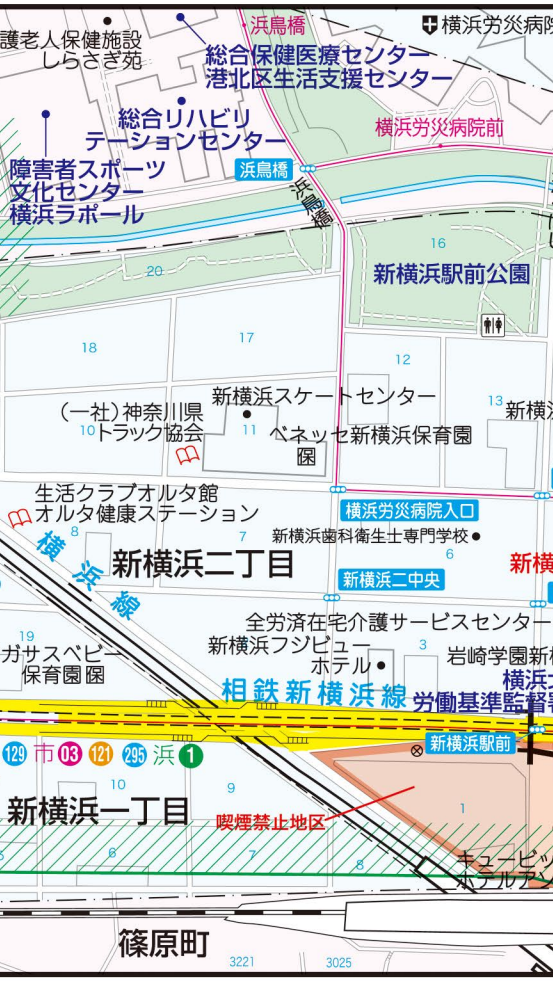 浜鳥橋
横浜労災病院
護老人保健施設
しらさぎ苑
総合保健医療センター
港北区生活支援センター
総合リハビリ
テーションセンター
横浜労災病院前
障害者スポーツ
文化センター
横浜ラポール
浜鳥橋
浜鳥橋
16
新横浜駅前公園
20
18
17
12
新横浜スケートセンター
13
新横浜
（一社）神奈川県
トラック協会
10
11
ベネッセ新横浜保育園
保
生活クラブオルタ館
オルタ健康ステーション
横浜労災病院入口
8
7
新横浜歯科衛生士専門学校
6
横浜線
新横浜二丁目
新横
新横浜二中央
全労済在宅介護サービスセンター
19
新横浜フジビュー
ホテル
3
岩崎学園新横
ガサスベビー
保育園保
相鉄新横浜線
横浜北
労働基準監督署
新横浜駅前
129 市03 121 295 浜1
10
9
新横浜一丁目
喫煙禁止地区
1
6
7
8
キュービッ
ホテルアソ
篠原町
3221
3025